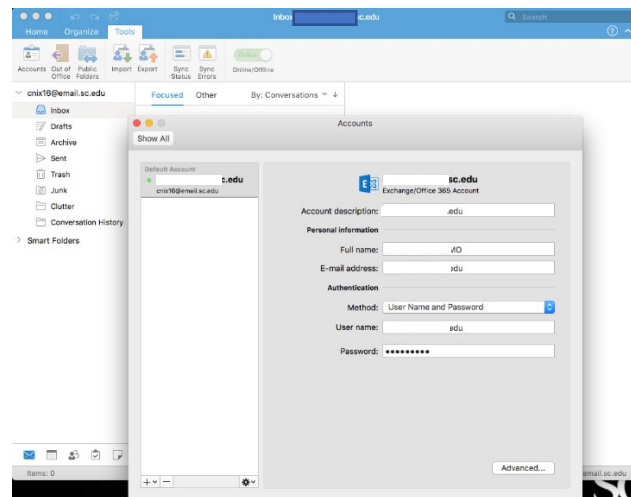 Inbox
c.edu
Search
Home Organize Tools
Accounts Out of Office Public Folders Import Export Sync Status Sync Errors Online/Offline
Online
cnix16@email.sc.edu
Focused Other By: Conversations
Inbox
Drafts
Archive
Sent
Trash
Junk
Clutter
Conversation History
Smart Folders
Accounts
Show All
Default Account
c.edu
cnix16@email.sc.edu
sc.edu
Exchange/Office 365 Account
Account description: .edu
Personal information
Full name:
E-mail address: edu
Authentication
Method: User Name and Password
User name: edu
Password: •••••••••
Advanced...
Items: 0
email.sc.edu